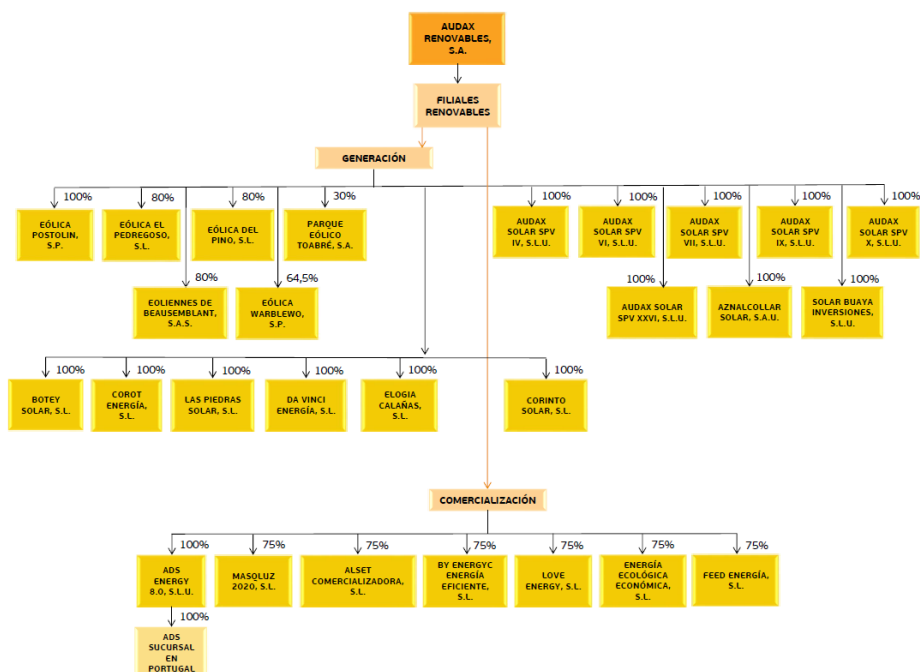 AUDAX
RENOVABLES,
S.A.
FILIALES
RENOVABLES
GENERACIÓN
100%
80%
80%
30%
100%
100%
100%
100%
100%
EÓLICA
POSTOLIN,
S.P.
EÓLICA EL
PEDREGOSO,
S.L.
EÓLICA DEL
PINO, S.L.
PARQUE
EÓLICO
TOABRÉ, S.A.
AUDAX
SOLAR SPV
IV, S.L.U.
AUDAX
SOLAR SPV
VI, S.L.U.
AUDAX
SOLAR SPV
VII, S.L.U.
AUDAX
SOLAR SPV
IX, S.L.U.
AUDAX
SOLAR SPV
X, S.L.U.
80%
64,5%
100%
100%
100%
EOLIENNES DE
BEAUSEMBLANT,
S.A.S.
EÓLICA
WARBLEWO,
S.P.
AUDAX SOLAR
SPV XXVI, S.L.U.
AZNALCOLLAR
SOLAR, S.A.U.
SOLAR BUAYA
INVERSIONES,
S.L.U.
100%
100%
100%
100%
100%
100%
BOTEY
SOLAR, S.L.
COROT
ENERGÍA,
S.L.
LAS PIEDRAS
SOLAR, S.L.
DA VINCI
ENERGÍA, S.L.
ELOGIA
CALAÑAS,
S.L.
CORINTO
SOLAR, S.L.
COMERCIALIZACIÓN
100%
75%
75%
75%
75%
75%
75%
ADS
ENERGY
8.0, S.L.U.
MASQLUZ
2020, S.L.
ALSET
COMERCIALIZADORA,
S.L.
BY ENERGYC
ENERGÍA
EFICIENTE,
S.L.
LOVE
ENERGY, S.L.
ENERGÍA
ECOLÓGICA
ECONÓMICA,
S.L.
FEED ENERGÍA,
S.L.
100%
ADS
SUCURSAL
EN
PORTUGAL